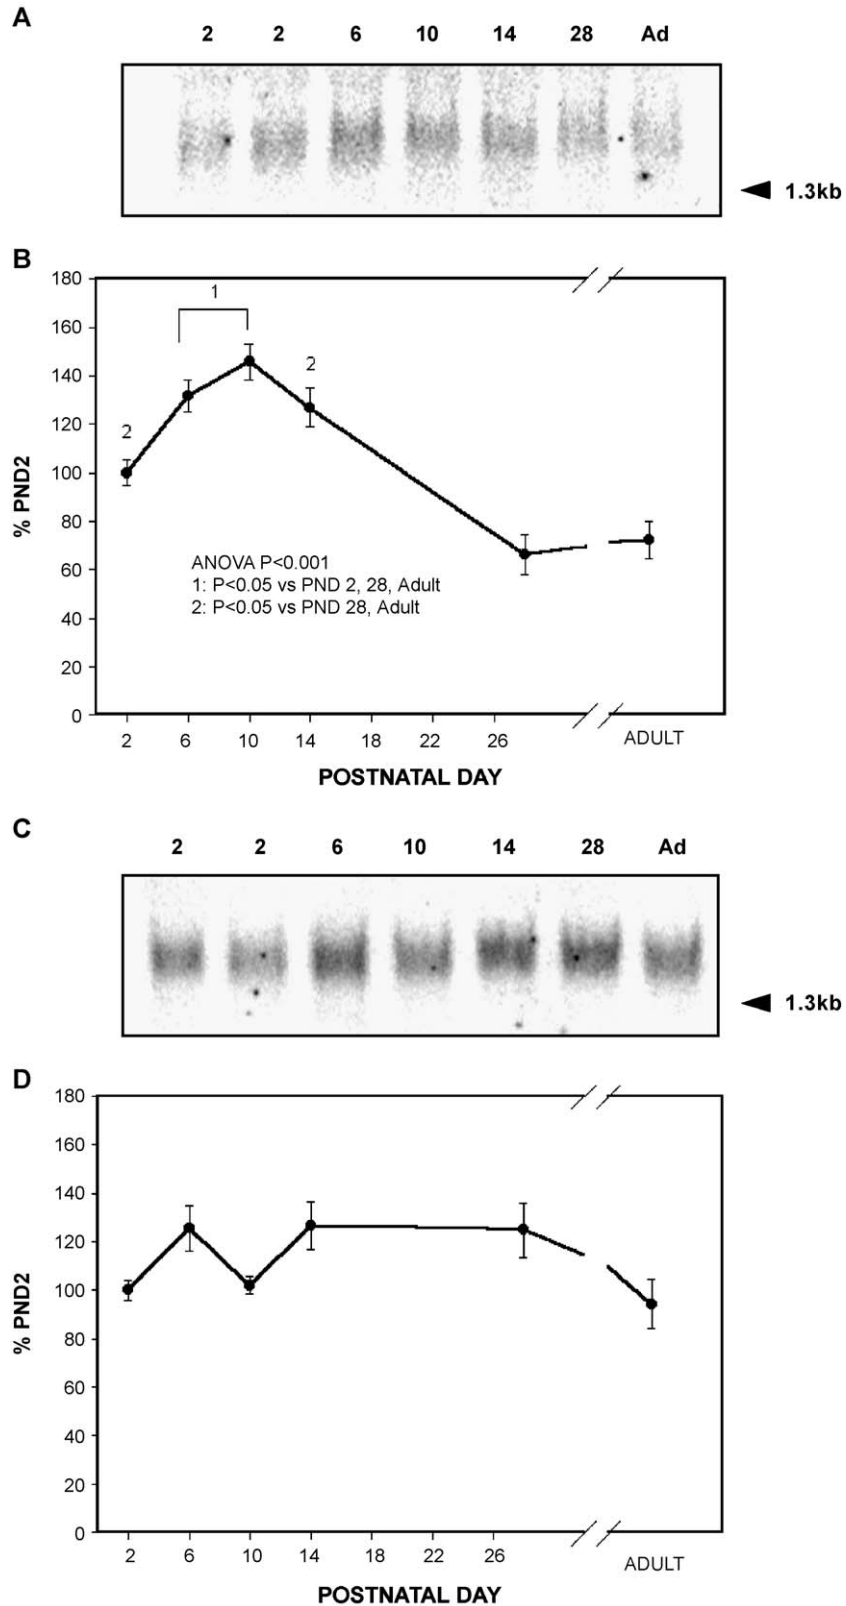 A
2 2 6 10 14 28 Ad
1.3kb
B
180
160
140
120
100
80
60
40
20
0
% PND2
1
2
2
ANOVA P<0.001
1: P<0.05 vs PND 2, 28, Adult
2: P<0.05 vs PND 28, Adult
2 6 10 14 18 22 26 ADULT
POSTNATAL DAY
C
2 2 6 10 14 28 Ad
1.3kb
D
180
160
140
120
100
80
60
40
20
0
% PND2
2 6 10 14 18 22 26 ADULT
POSTNATAL DAY